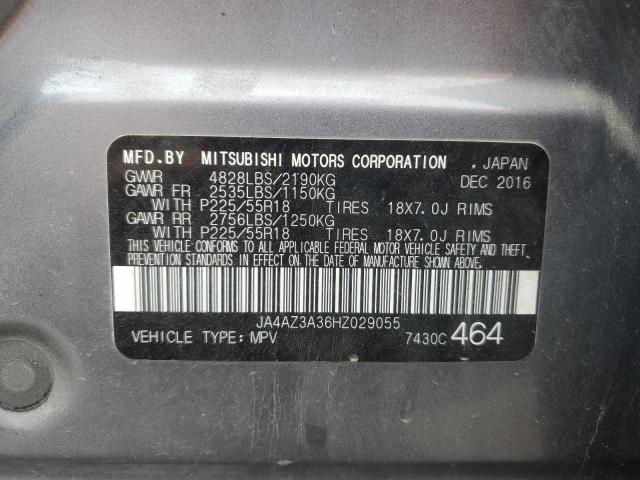 MFD.BY MITSUBISHI MOTORS CORPORATION . JAPAN
GVWR 4828LBS/2190KG DEC 2016
GAWR FR 2535LBS/1150KG
WITH P225/55R18 TIRES 18X7.0J RIMS
GAWR RR 2756LBS/1250KG
WITH P225/55R18 TIRES 18X7.0J RIMS
THIS VEHICLE CONFORMS TO ALL APPLICABLE FEDERAL MOTOR VEHICLE SAFETY AND THEFT
PREVENTION STANDARDS IN EFFECT ON THE DATE OF MANUFACTURE SHOWN ABOVE.
JA4AZ3A36HZ029055
VEHICLE TYPE: MPV 7430C 464